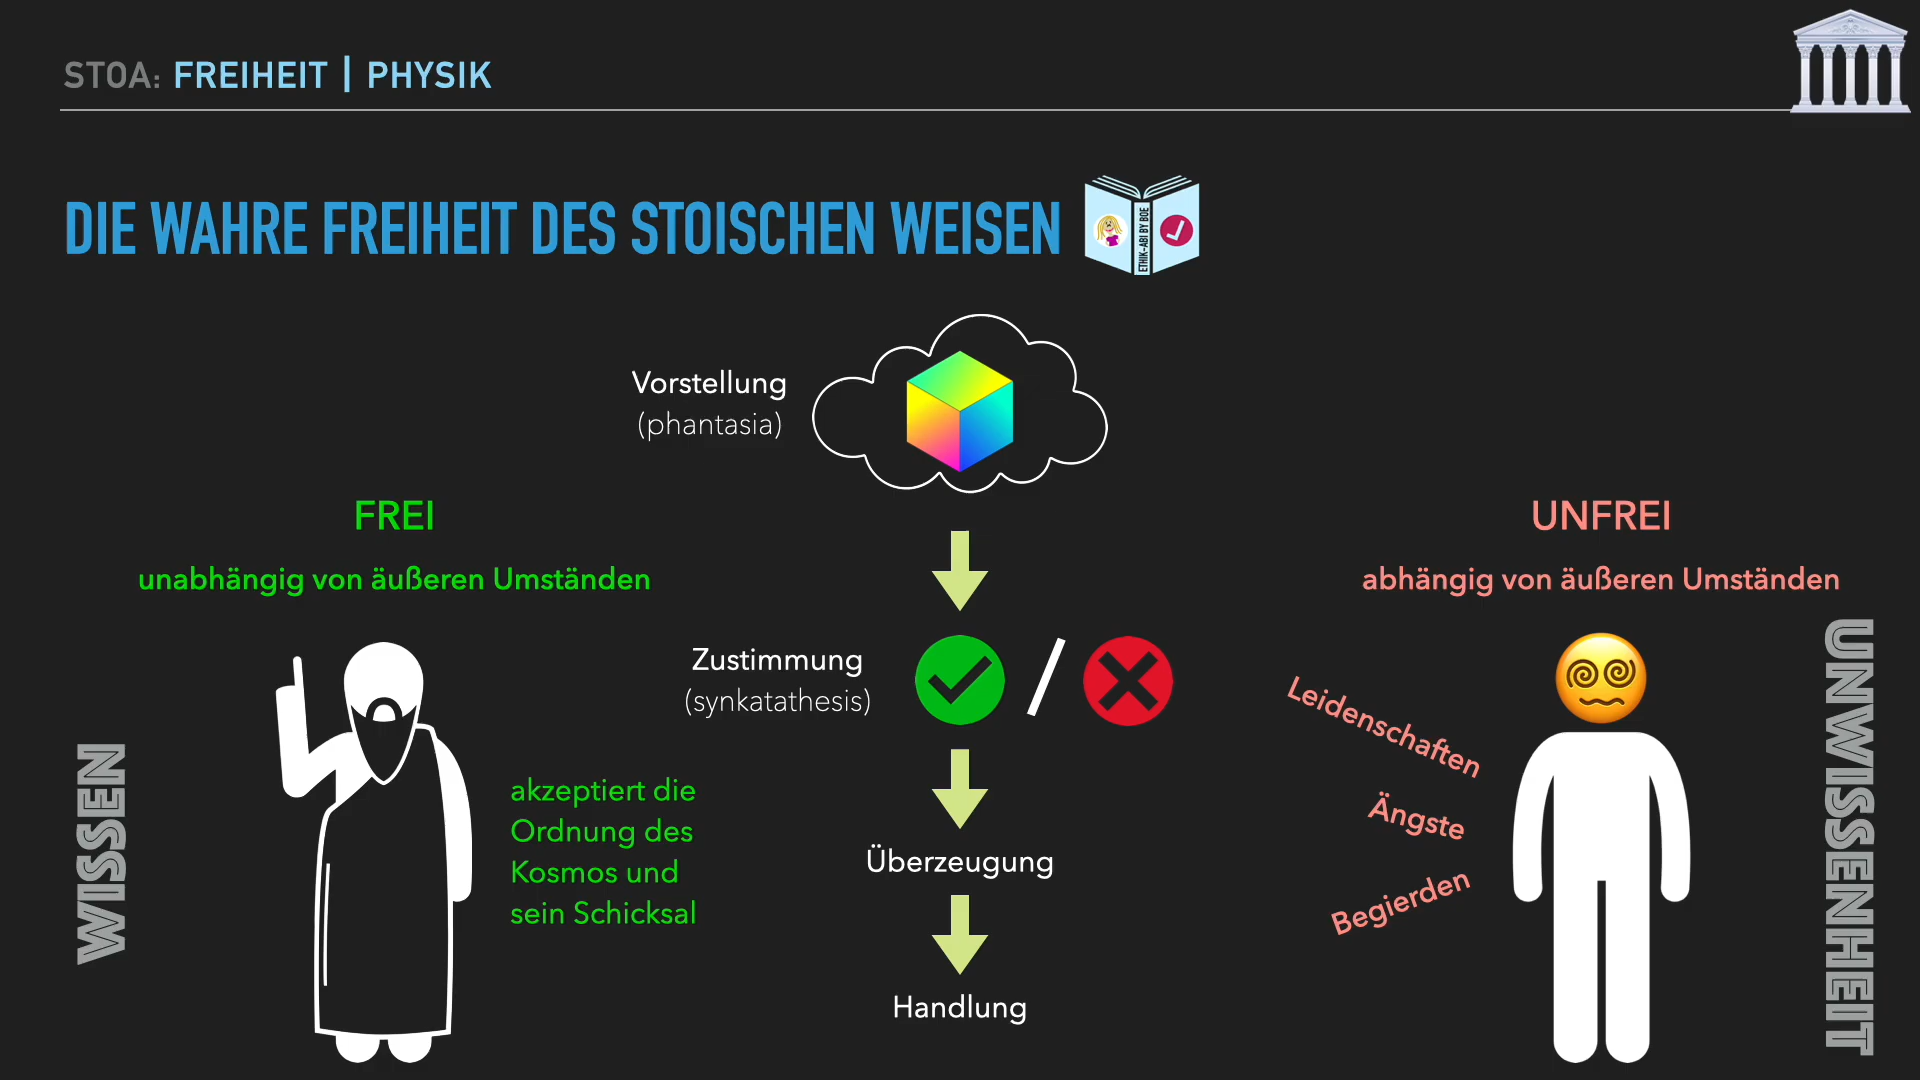 STOA: FREIHEIT | PHYSIK
DIE WAHRE FREIHEIT DES STOISCHEN WEISEN
ETHIK-ABI BY BOE
Vorstellung
(phantasia)
FREI
unabhängig von äußeren Umständen
UNFREI
abhängig von äußeren Umständen
Zustimmung
(synkatathesis)
/
WISSEN
akzeptiert die
Ordnung des
Kosmos und
sein Schicksal
Überzeugung
Handlung
Leidenschaften
Ängste
Begierden
UNWISSENHEIT